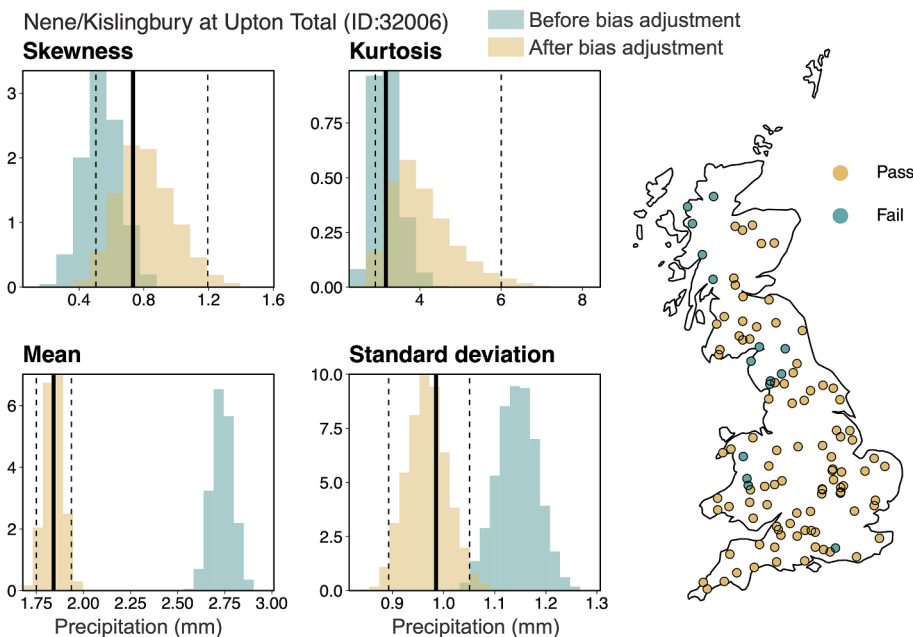 Nene/Kislingbury at Upton Total (ID:32006)
Before bias adjustment
After bias adjustment
Skewness
Kurtosis
3
2
1
0
0.4 0.8 1.2 1.6
0.75
0.50
0.25
0.00
4 6 8
Pass
Fail
Mean
Standard deviation
6
4
2
0
1.75 2.00 2.25 2.50 2.75 3.00
Precipitation (mm)
10.0
7.5
5.0
2.5
0.0
0.9 1.0 1.1 1.2 1.3
Precipitation (mm)